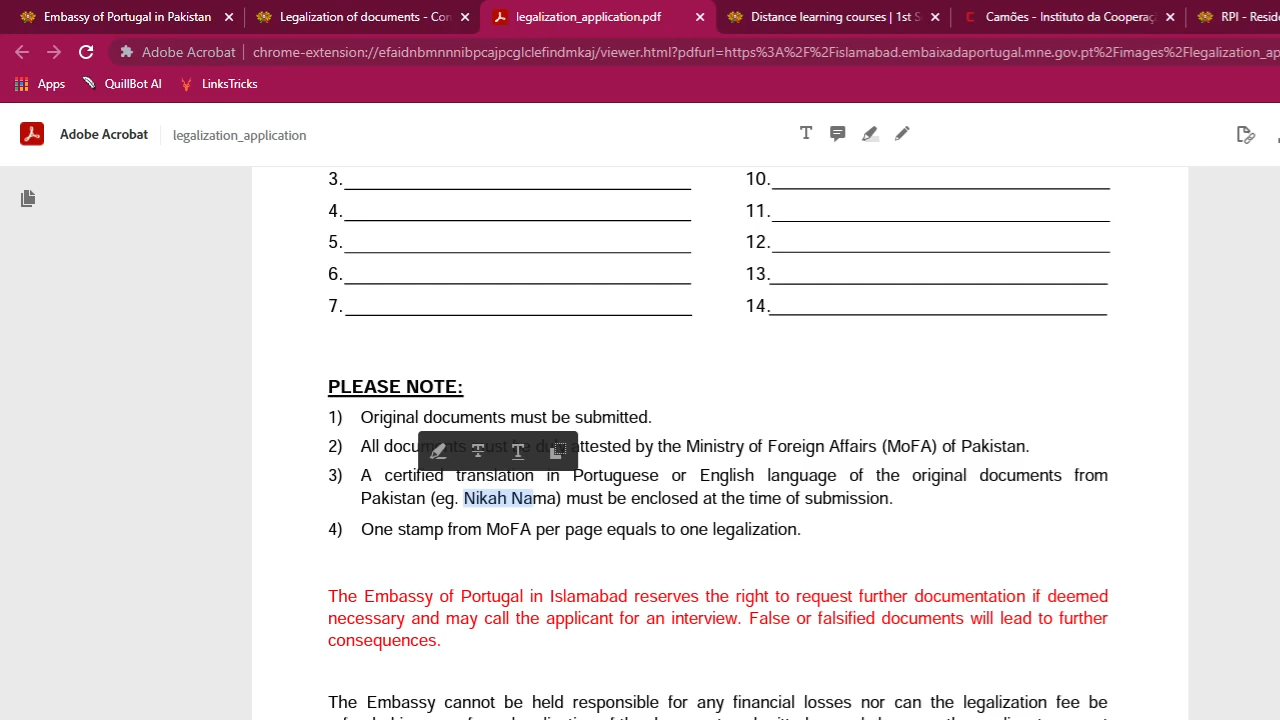 Embassy of Portugal in Pakistan
Legalization of documents - Con
legalization_application.pdf
Distance learning courses | 1st S
Camões - Instituto da Cooperaç
RPI - Reside
Adobe Acrobat
chrome-extension://efaidnbmnnnibpcajpcglclefindmkaj/viewer.html?pdfurl=https%3A%2F%2Fislamabad.embaixadaportugal.mne.gov.pt%2Fimages%2Flegalization_ap
Apps
QuillBot AI
LinksTricks
Adobe Acrobat
legalization_application
3.
10.
4.
11.
5.
12.
6.
13.
7.
14.
PLEASE NOTE:
1) Original documents must be submitted.
2) All documents must be duly attested by the Ministry of Foreign Affairs (MoFA) of Pakistan.
3) A certified translation in Portuguese or English language of the original documents from
Pakistan (eg. Nikah Nama) must be enclosed at the time of submission.
4) One stamp from MoFA per page equals to one legalization.
The Embassy of Portugal in Islamabad reserves the right to request further documentation if deemed
necessary and may call the applicant for an interview. False or falsified documents will lead to further
consequences.
The Embassy cannot be held responsible for any financial losses nor can the legalization fee be